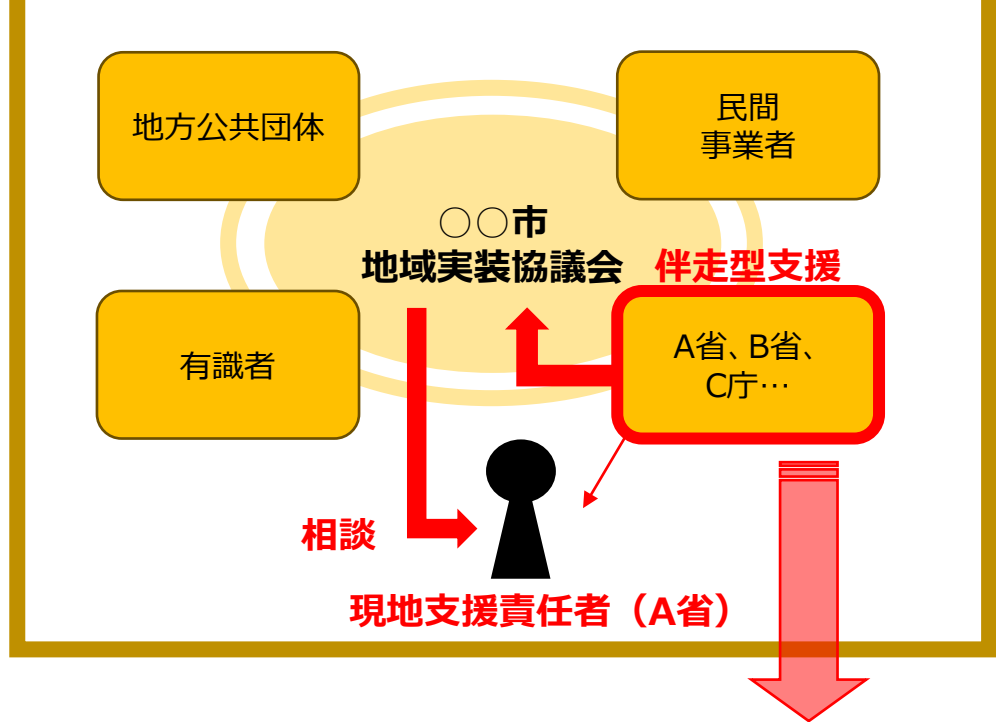 地方公共団体
民間
事業者
○○市
地域実装協議会
伴走型支援
有識者
A省、B省、
C庁…
相談
現地支援責任者（A省）